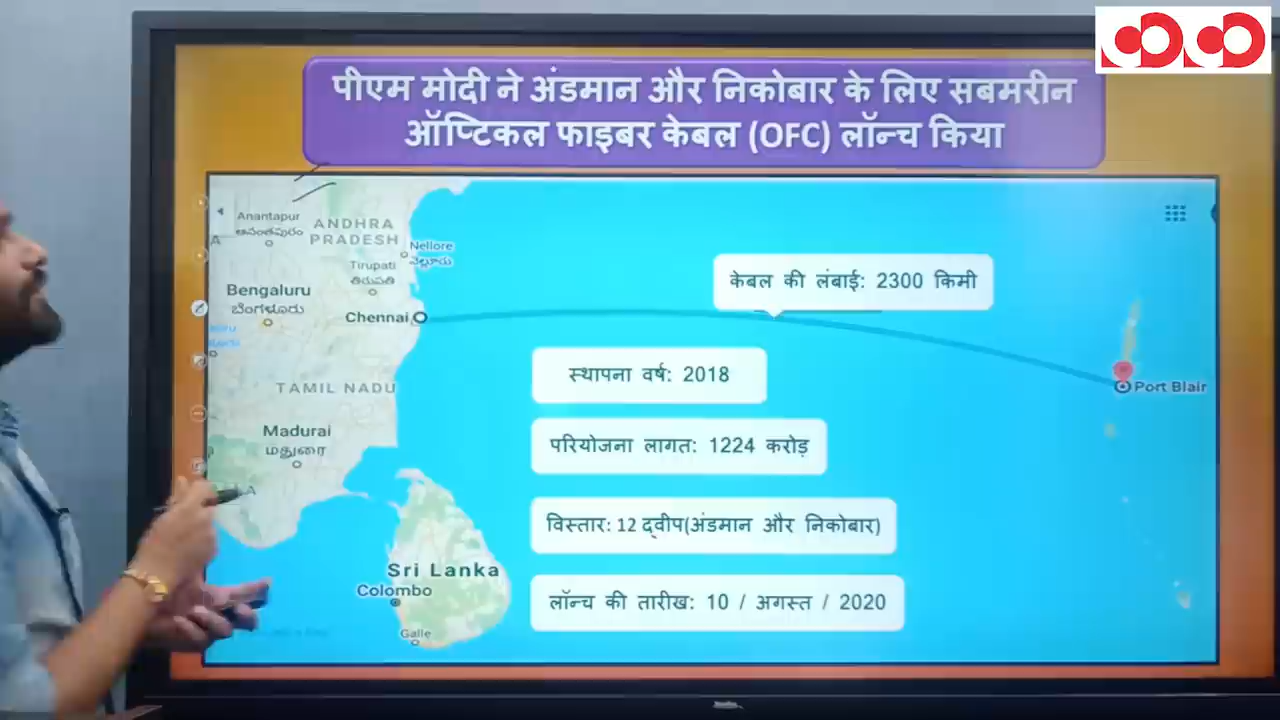 पीएम मोदी ने अंडमान और निकोबार के लिए सबमरीन
ऑप्टिकल फाइबर केबल (OFC) लॉन्च किया
Anantapur
అనంతపురం
ANDHRA
PRADESH
Nellore
నెల్లూరు
Tirupati
తిరుపతి
Bengaluru
ಬೆಂಗಳೂರು
Chennai
केबल की लंबाई: 2300 किमी
स्थापना वर्ष: 2018
Port Blair
TAMIL NADU
Madurai
மதுரை
परियोजना लागत: 1224 करोड़
विस्तार: 12 द्वीप(अंडमान और निकोबार)
Sri Lanka
Colombo
लॉन्च की तारीख: 10 / अगस्त / 2020
Galle